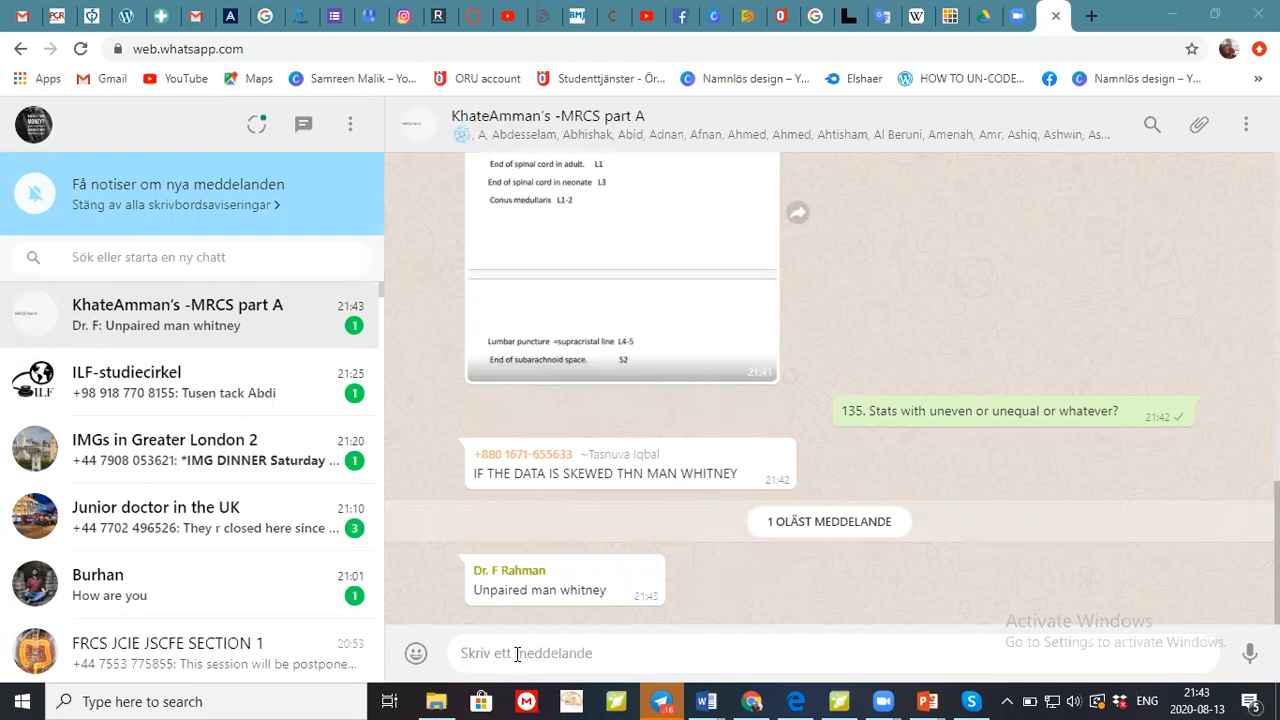 web.whatsapp.com
Apps
Gmail
YouTube
Maps
Samreen Malik – Yo...
ORU account
Studenttjänster - Ör...
Namnlös design – Y...
Elshaer
HOW TO UN-CODE...
Namnlös design – Y...
»
KhateAmman's -MRCS part A
, A, Abdesselam, Abhishak, Abid, Adnan, Afnan, Ahmed, Ahmed, Ahtisham, Al Beruni, Amenah, Amr, Ashiq, Ashwin, As...
Få notiser om nya meddelanden
Stäng av alla skrivbordsaviseringar >
Sök eller starta en ny chatt
KhateAmman's -MRCS part A 21:43
Dr. F: Unpaired man whitney 1
ILF-studiecirkel 21:25
+98 918 770 8155: Tusen tack Abdi 1
IMGs in Greater London 2 21:20
+44 7908 053621: *IMG DINNER Saturday ... 1
Junior doctor in the UK 21:10
+44 7702 496526: They r closed here since ... 3
Burhan 21:01
How are you 1
FRCS JCIE JSCFE SECTION 1 20:53
+44 7553 775855: This session will be postpone...
End of spinal cord in adult. L1
End of spinal cord in neonate L3
Conus medullaris L1-2
Lumbar puncture =supracristal line L4-5
End of subarachnoid space. S2
21:41
135. Stats with uneven or unequal or whatever? 21:42
+880 1671-655633 ~Tasnuva Iqbal
IF THE DATA IS SKEWED THN MAN WHITNEY 21:42
1 OLÄST MEDDELANDE
Dr. F Rahman
Unpaired man whitney 21:43
Skriv ett meddelande
Activate Windows
Go to Settings to activate Windows.
Type here to search
16
ENG
21:43
2020-08-13
5